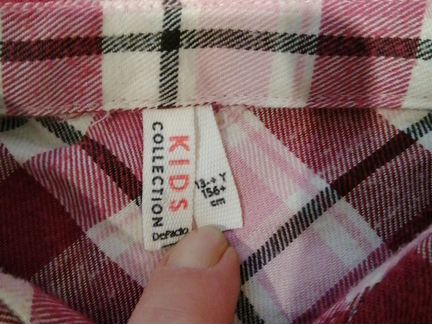 KIDS
COLLECTION
DeFacto
13-+ Y
156+
cm